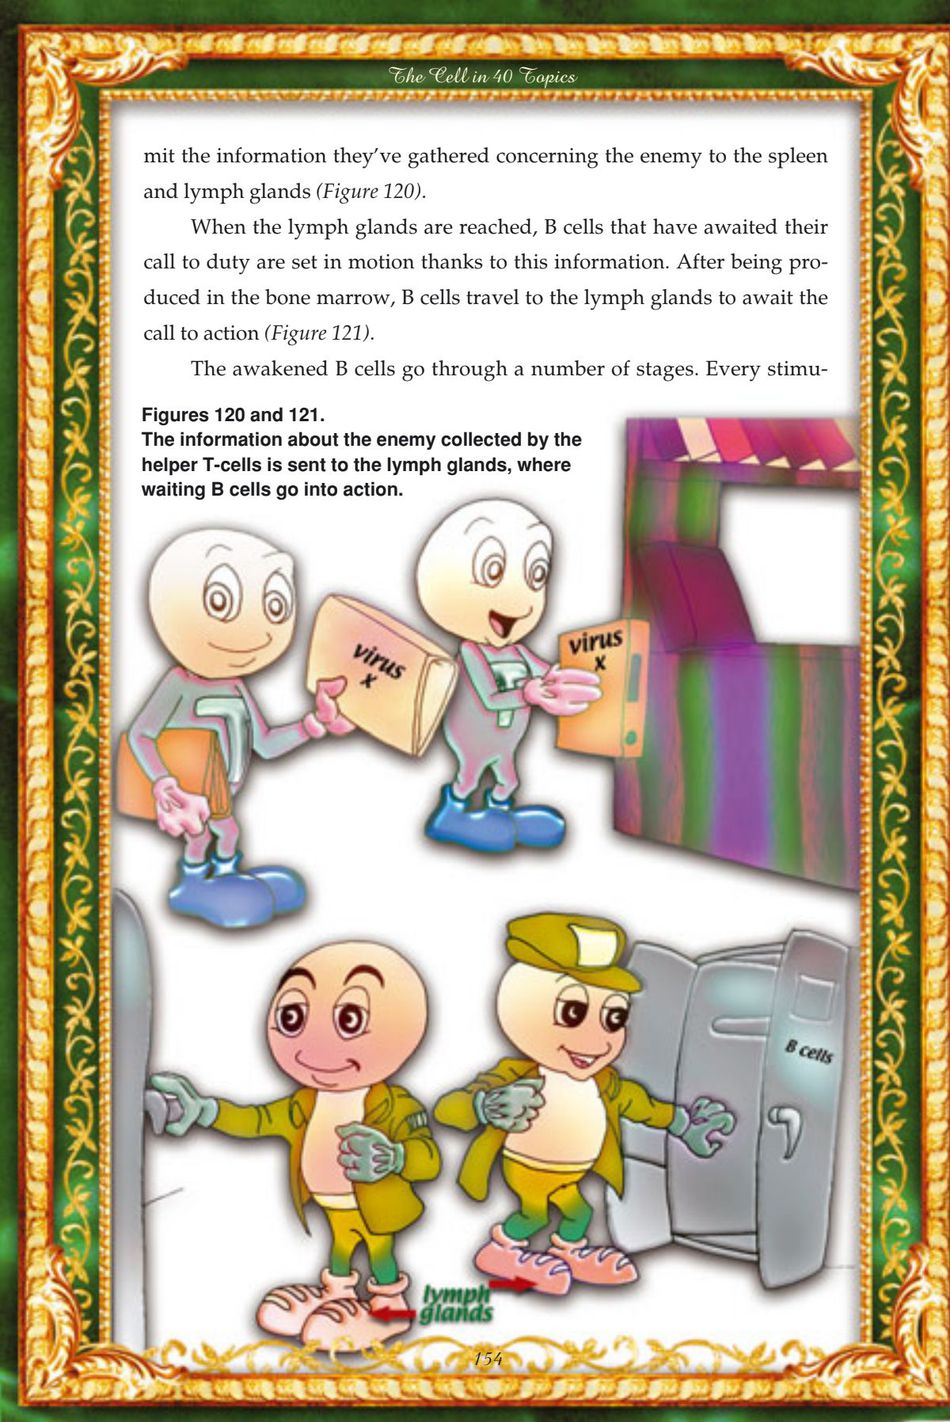 The Cell in 40 Topics
mit the information they've gathered concerning the enemy to the spleen
and lymph glands (Figure 120).
When the lymph glands are reached, B cells that have awaited their
call to duty are set in motion thanks to this information. After being pro-
duced in the bone marrow, B cells travel to the lymph glands to await the
call to action (Figure 121).
The awakened B cells go through a number of stages. Every stimu-
Figures 120 and 121.
The information about the enemy collected by the
helper T-cells is sent to the lymph glands, where
waiting B cells go into action.
virus
x
virus
x
T
T
B cells
lymph
glands
154